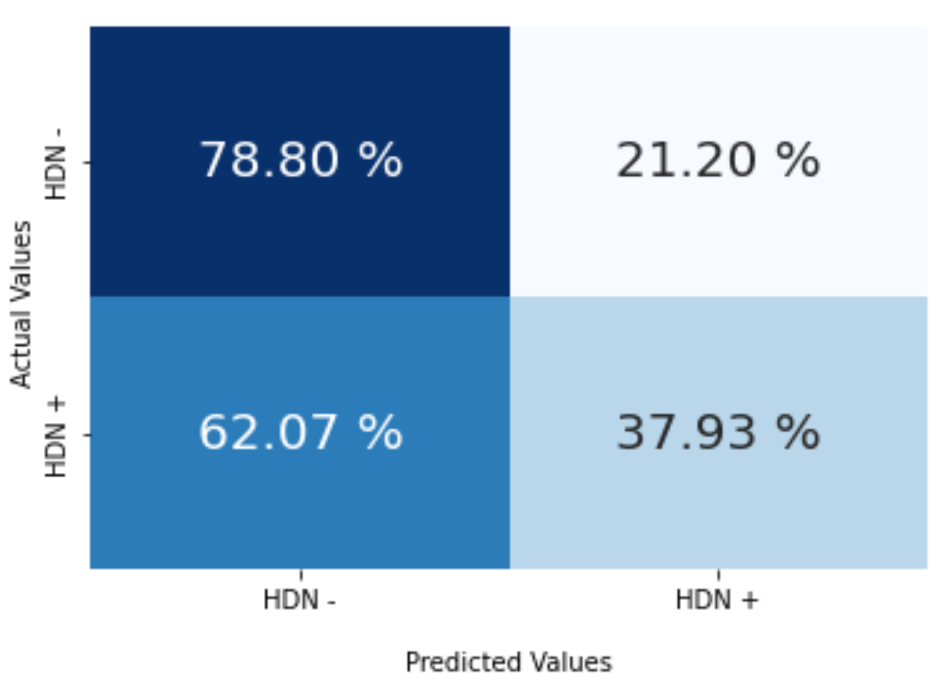 Actual Values
HDN -
78.80 %
21.20 %
HDN +
62.07 %
37.93 %
HDN -
HDN +
Predicted Values